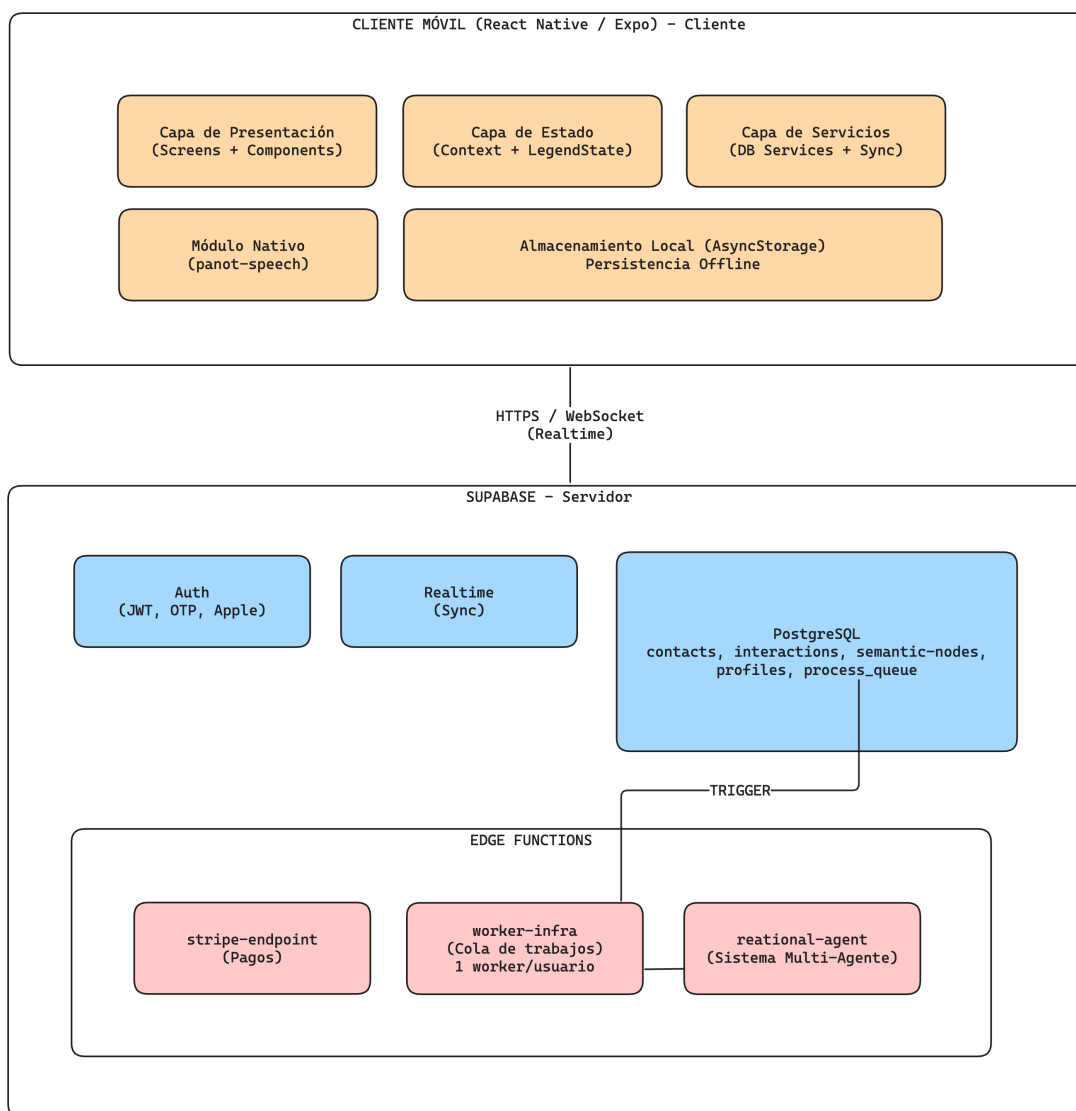 CLIENTE MÓVIL (React Native / Expo) - Cliente
Capa de Presentación
(Screens + Components)
Capa de Estado
(Context + LegendState)
Capa de Servicios
(DB Services + Sync)
Módulo Nativo
(panot-speech)
Almacenamiento Local (AsyncStorage)
Persistencia Offline
HTTPS / WebSocket
(Realtime)
SUPABASE - Servidor
Auth
(JWT, OTP, Apple)
Realtime
(Sync)
PostgreSQL
contacts, interactions, semantic-nodes,
profiles, process_queue
TRIGGER
EDGE FUNCTIONS
stripe-endpoint
(Pagos)
worker-infra
(Cola de trabajos)
1 worker/usuario
reational-agent
(Sistema Multi-Agente)